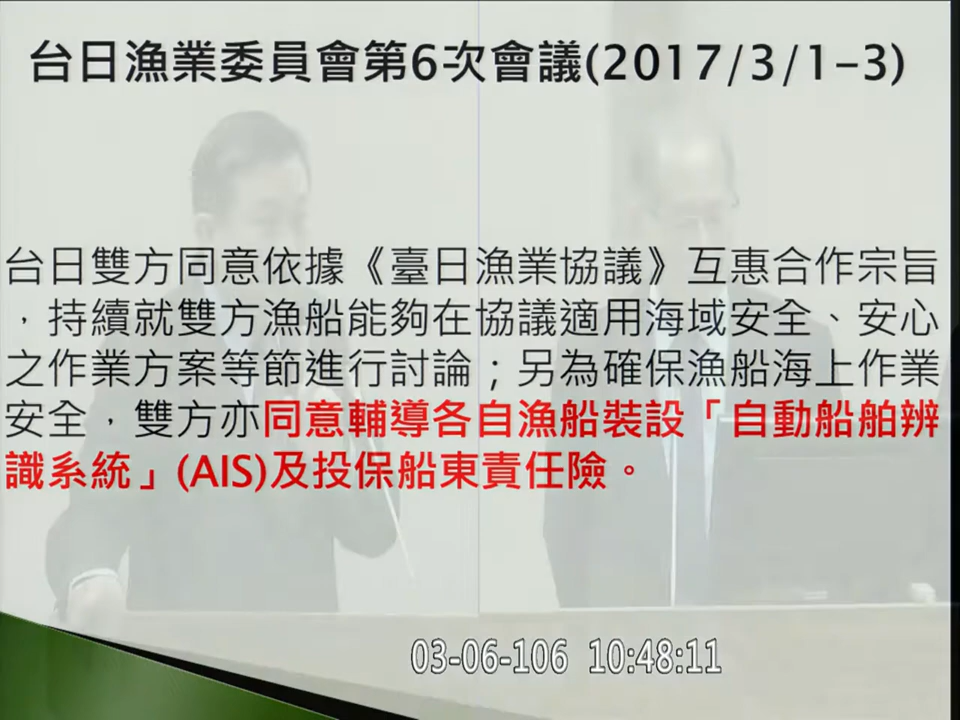 台日漁業委員會第6次會議(2017/3/1-3)
台日雙方同意依據《臺日漁業協議》互惠合作宗旨
，持續就雙方漁船能夠在協議適用海域安全、安心
之作業方案等節進行討論；另為確保漁船海上作業
安全，雙方亦同意輔導各自漁船裝設「自動船舶辨
識系統」(AIS)及投保船東責任險。
03-06-106 10:48:11